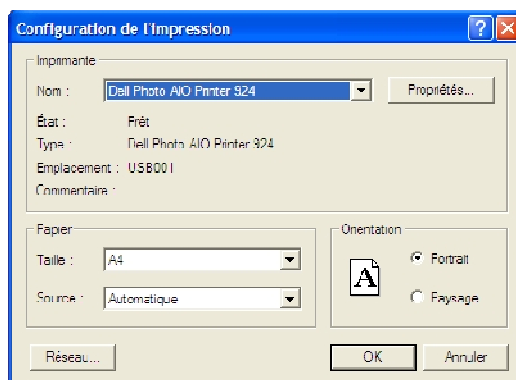 Configuration de l'impression
Imprimante
Nom : Dell Photo AIO Printer 924 Propriétés...
État : Prêt
Type : Dell Photo AIO Printer 924
Emplacement : USB001
Commentaire :
Papier
Taille : A4
Source : Automatique
Orientation
A
Portrait
Paysage
Réseau... OK Annuler